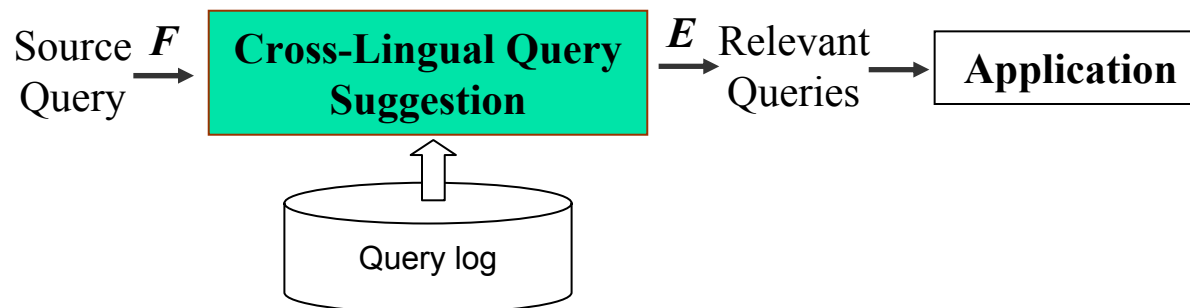 Source
Query
F
Cross-Lingual Query
Suggestion
E
Relevant
Queries
Application
Query log